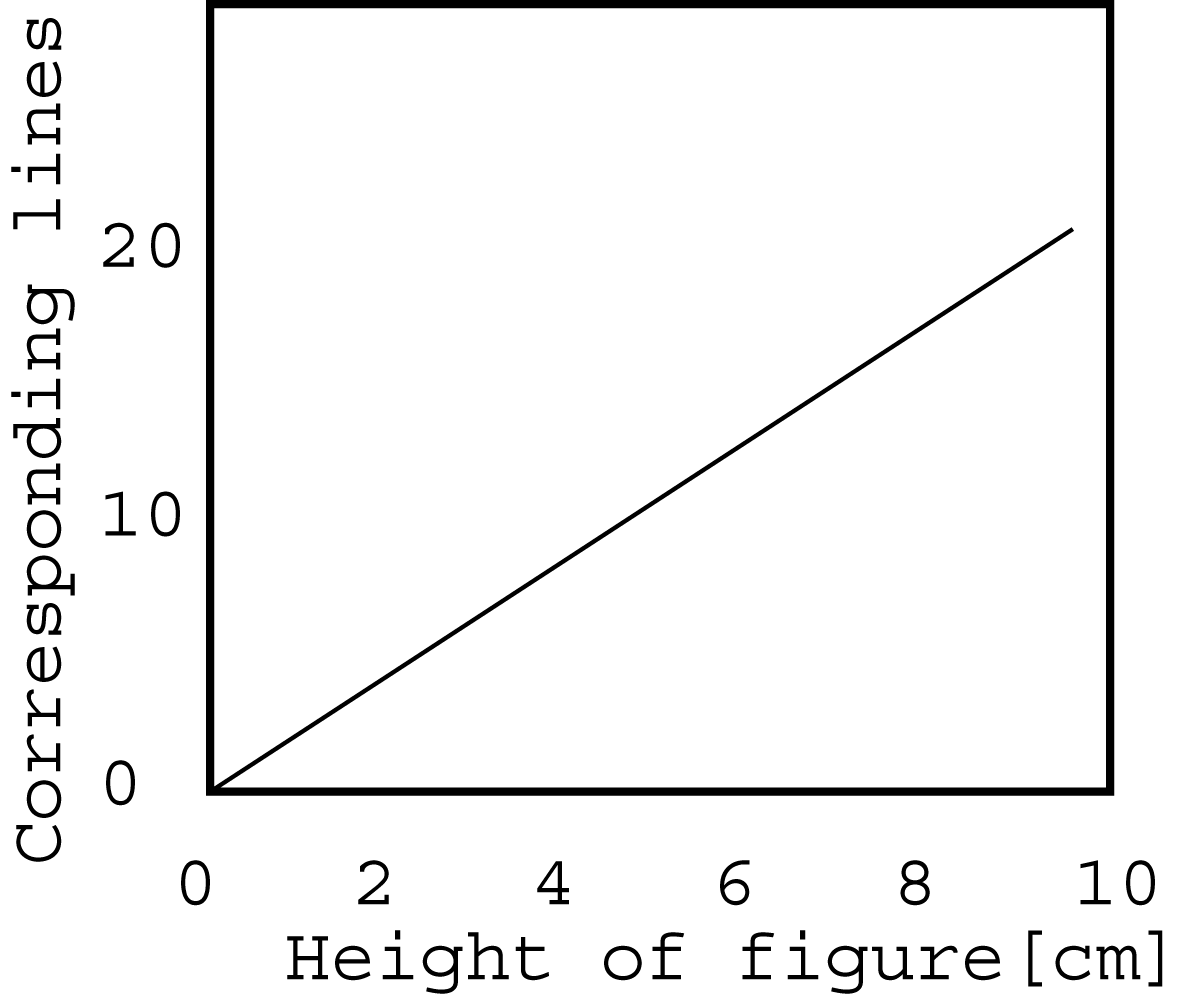 Corresponding lines
20
10
0
0 2 4 6 8 10
Height of figure[cm]